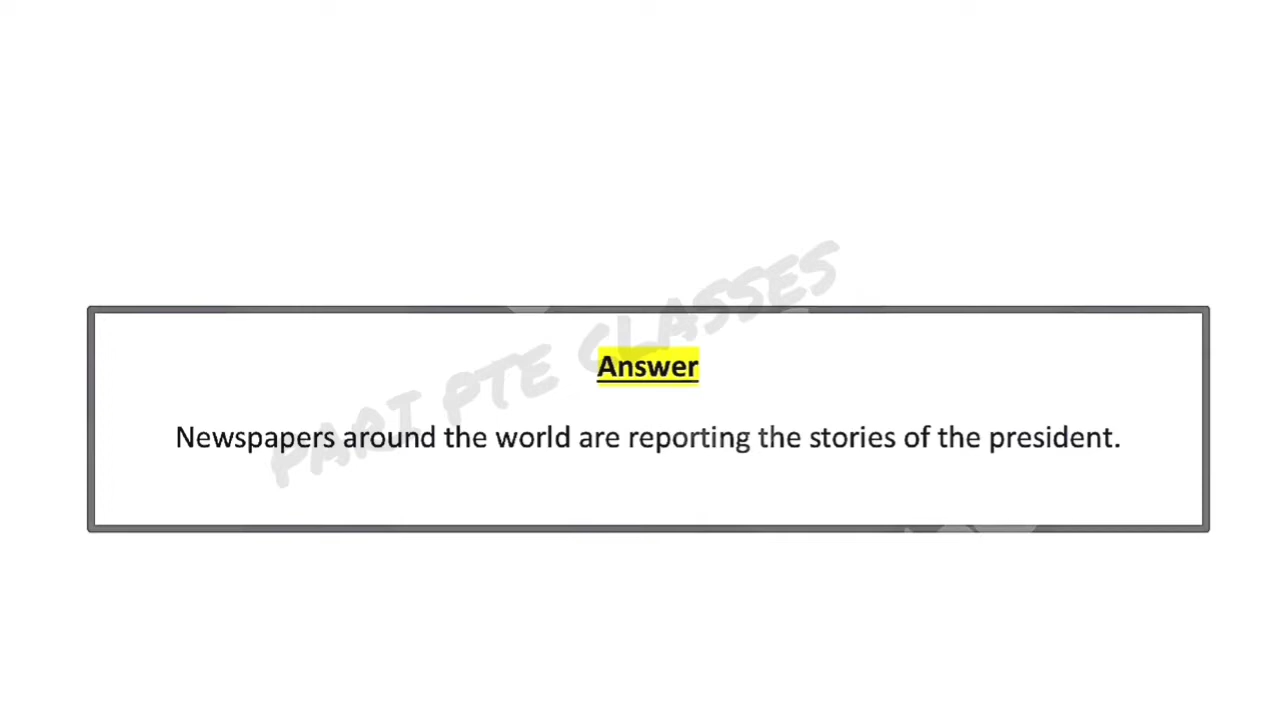 PARI PTE CLASSES
Answer
Newspapers around the world are reporting the stories of the president.